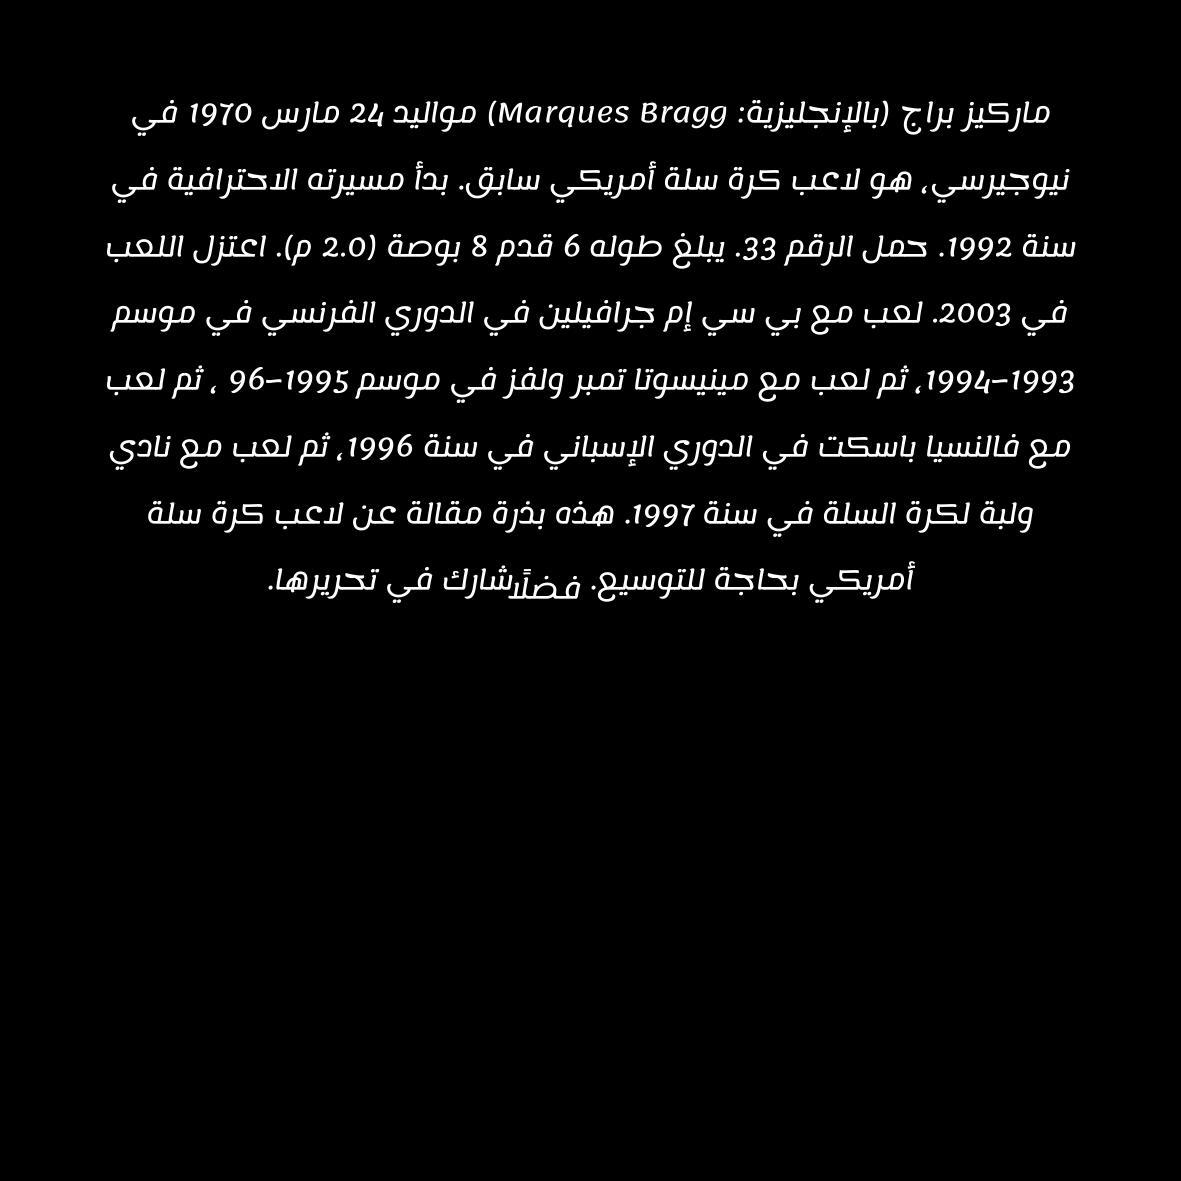 ماركيز براج (بالإنجليزية: Marques Bragg) مواليد 24 مارس 1970 في
نيوجيرسي، هو لاعب كرة سلة أمريكي سابق. بدأ مسيرته الاحترافية في
سنة 1992. حمل الرقم 33. يبلغ طوله 6 قدم 8 بوصة (2.0 م). اعتزل اللعب
في 2003. لعب مع بي سي إم جرافيلين في الدوري الفرنسي في موسم
1993–1994، ثم لعب مع مينيسوتا تمبر ولفز في موسم 1995–96 ، ثم لعب
مع فالنسيا باسكت في الدوري الإسباني في سنة 1996، ثم لعب مع نادي
ولبة لكرة السلة في سنة 1997. هذه بذرة مقالة عن لاعب كرة سلة
أمريكي بحاجة للتوسيع. فضلًا شارك في تحريرها.